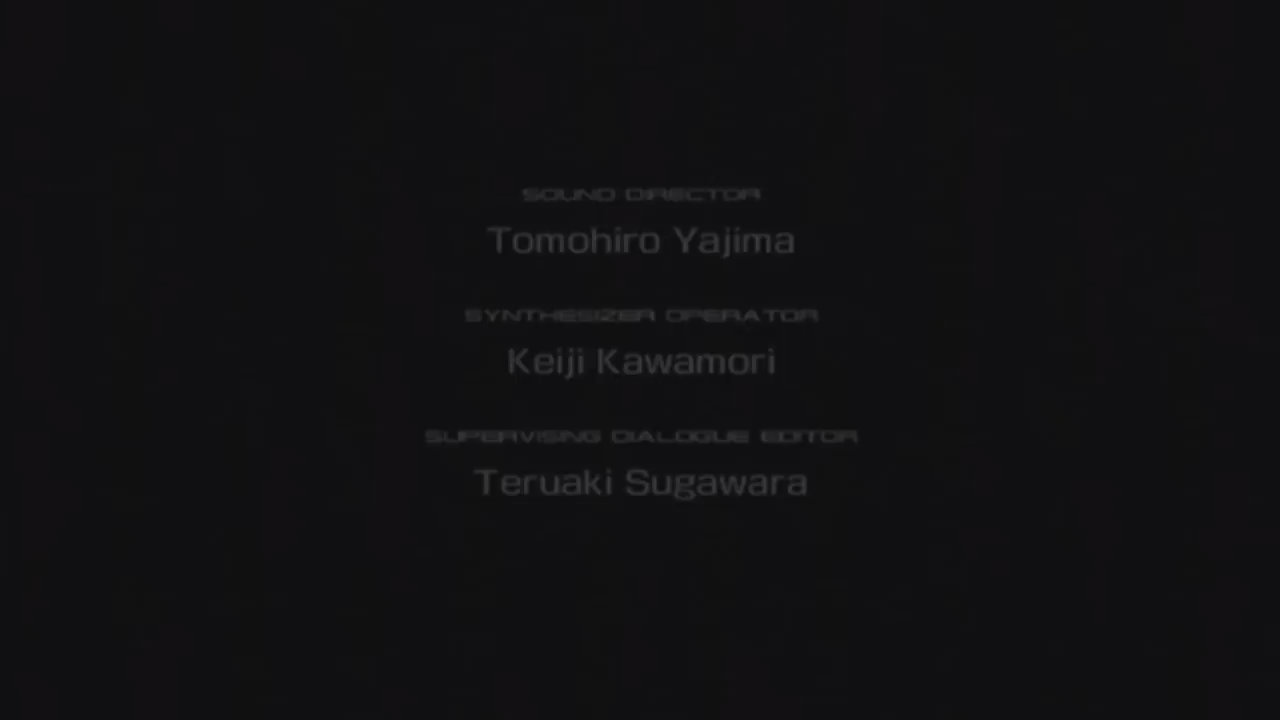 SOUND DIRECTOR
Tomohiro Yajima
SYNTHESIZER OPERATOR
Keiji Kawamori
SUPERVISING DIALOGUE EDITOR
Teruaki Sugawara